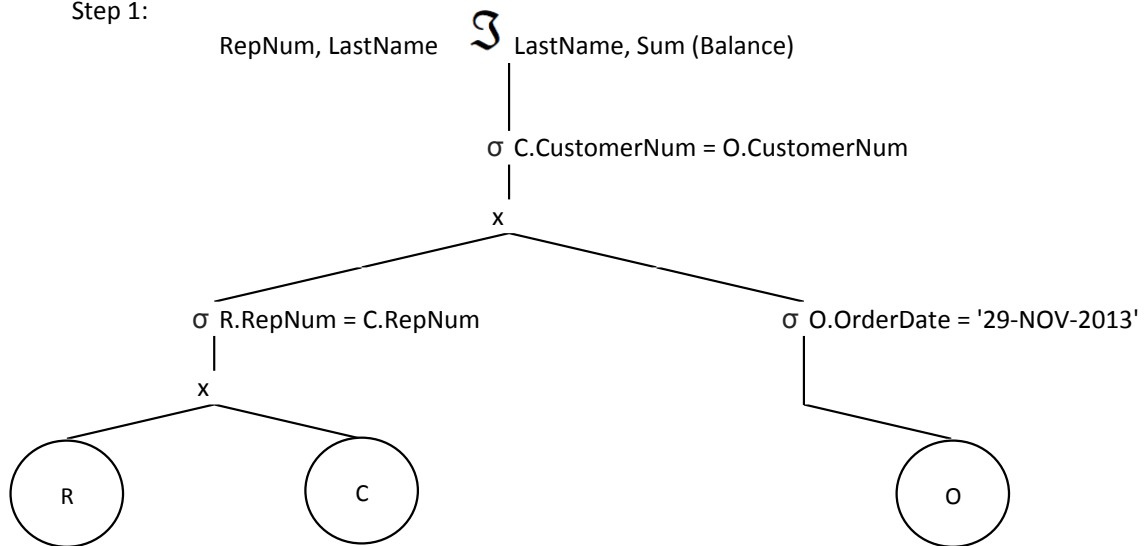 Step 1:
RepNum, LastName ℑ LastName, Sum (Balance)
σ C.CustomerNum = O.CustomerNum
x
σ R.RepNum = C.RepNum
σ O.OrderDate = '29-NOV-2013'
x
R
C
O